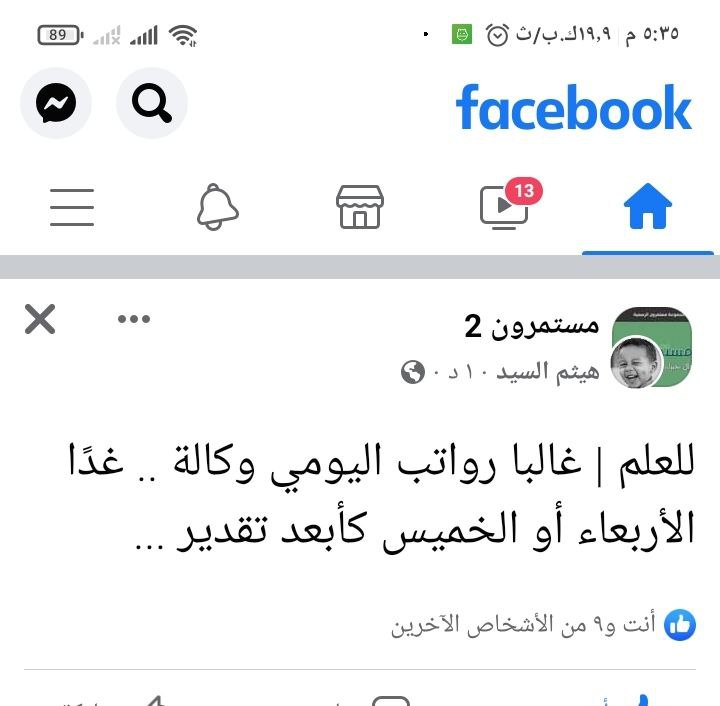 ٥:٣٥ م | ١٩,٩ك.ب/ث
89
facebook
13
مستمرون 2
هيثم السيد · ١ د ·
للعلم | غالبا رواتب اليومي وكالة .. غدًا
الأربعاء أو الخميس كأبعد تقدير ...
أنت و٩ من الأشخاص الآخرين